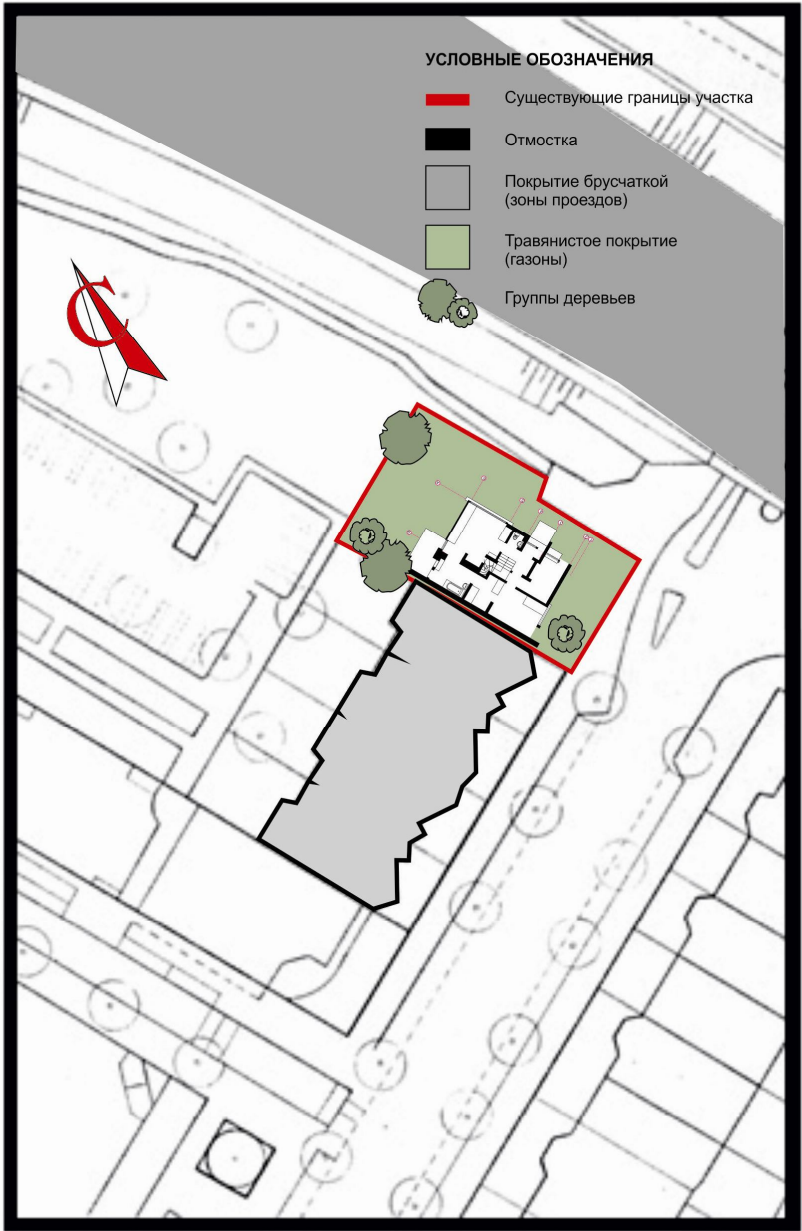 УСЛОВНЫЕ ОБОЗНАЧЕНИЯ
Существующие границы участка
Отмостка
Покрытие брусчаткой
(зоны проездов)
Травянистое покрытие
(газоны)
Группы деревьев
С